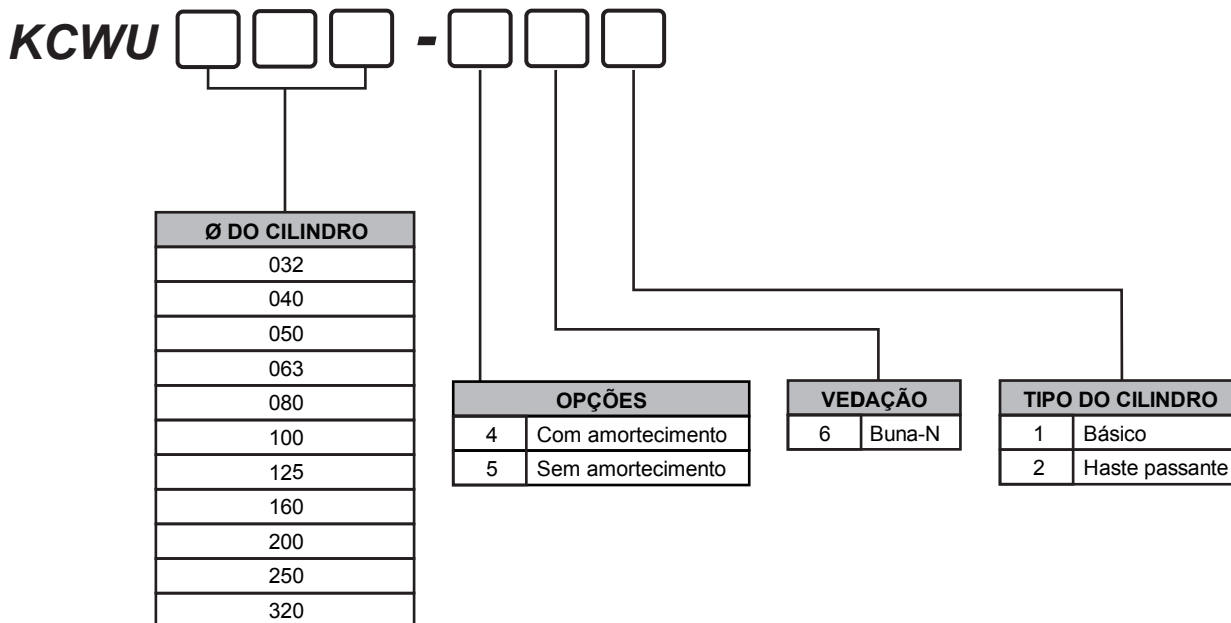 KCWU -
Ø DO CILINDRO
032
040
050
063
080
100
125
160
200
250
320
OPÇÕES
4 Com amortecimento
5 Sem amortecimento
VEDAÇÃO
6 Buna-N
TIPO DO CILINDRO
1 Básico
2 Haste passante